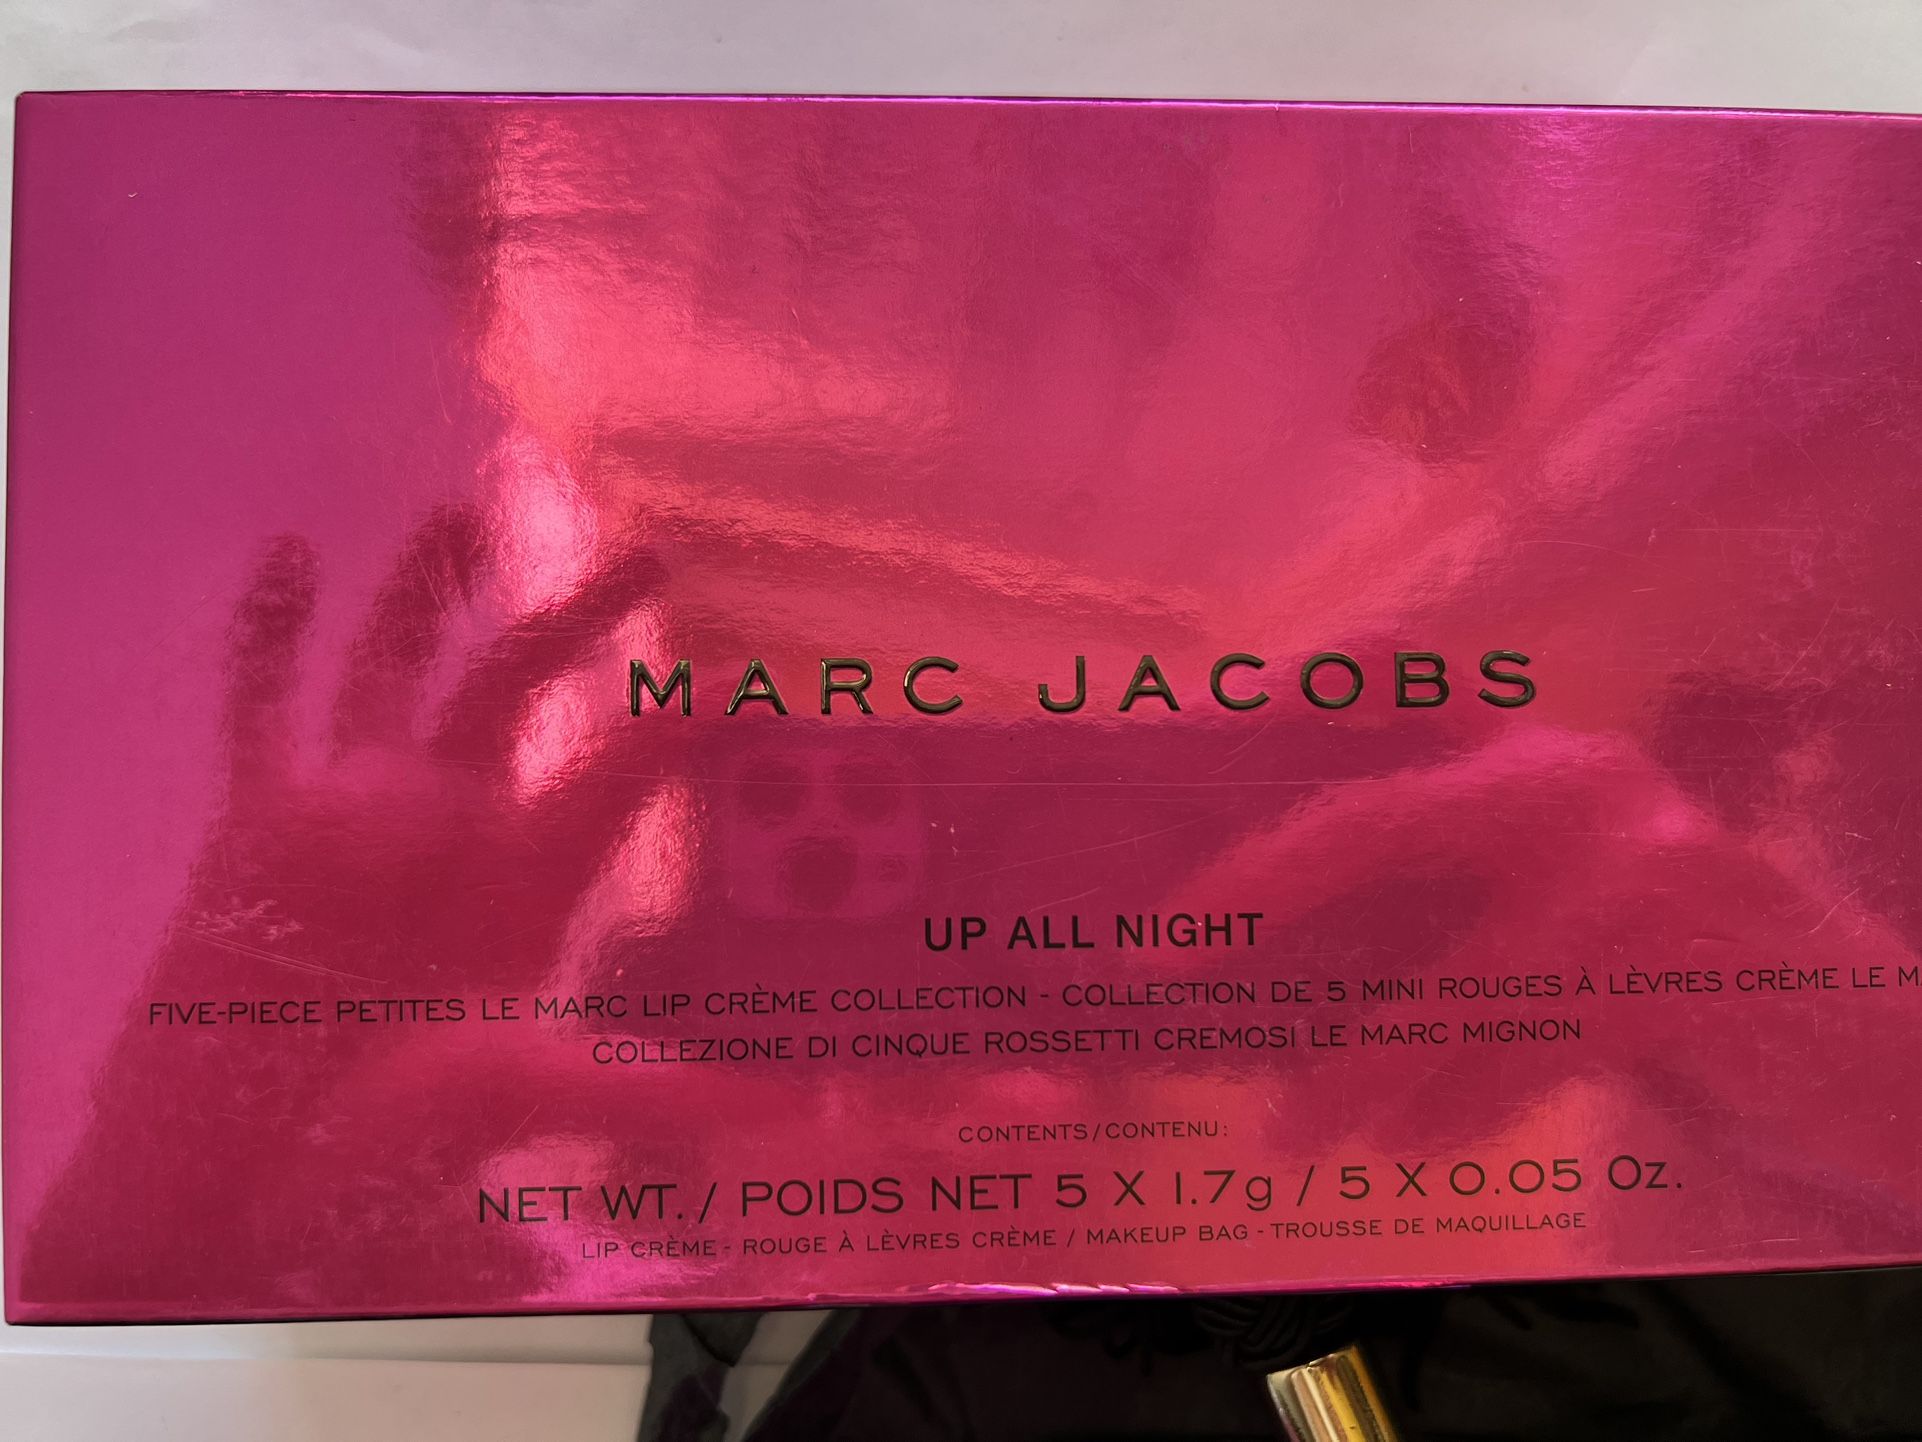 MARC JACOBS
UP ALL NIGHT
FIVE-PIECE PETITES LE MARC LIP CRÈME COLLECTION - COLLECTION DE 5 MINI ROUGES À LÈVRES CRÈME LE
COLLEZIONE DI CINQUE ROSSETTI CREMOSI LE MARC MIGNON
CONTENTS/CONTENU:
NET WT. / POIDS NET 5 X 1.7g / 5 X 0.05 Oz.
LIP CRÈME - ROUGE À LÈVRES CRÈME / MAKEUP BAG - TROUSSE DE MAQUILLAGE